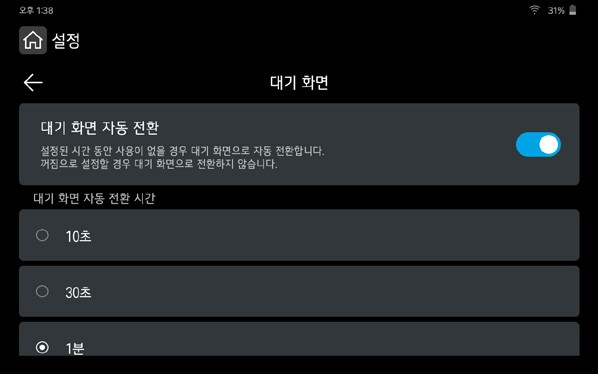 오후 1:38 31%
설정
대기 화면
대기 화면 자동 전환
설정된 시간 동안 사용이 없을 경우 대기 화면으로 자동 전환합니다.
꺼짐으로 설정할 경우 대기 화면으로 전환하지 않습니다.
대기 화면 자동 전환 시간
10초
30초
1분